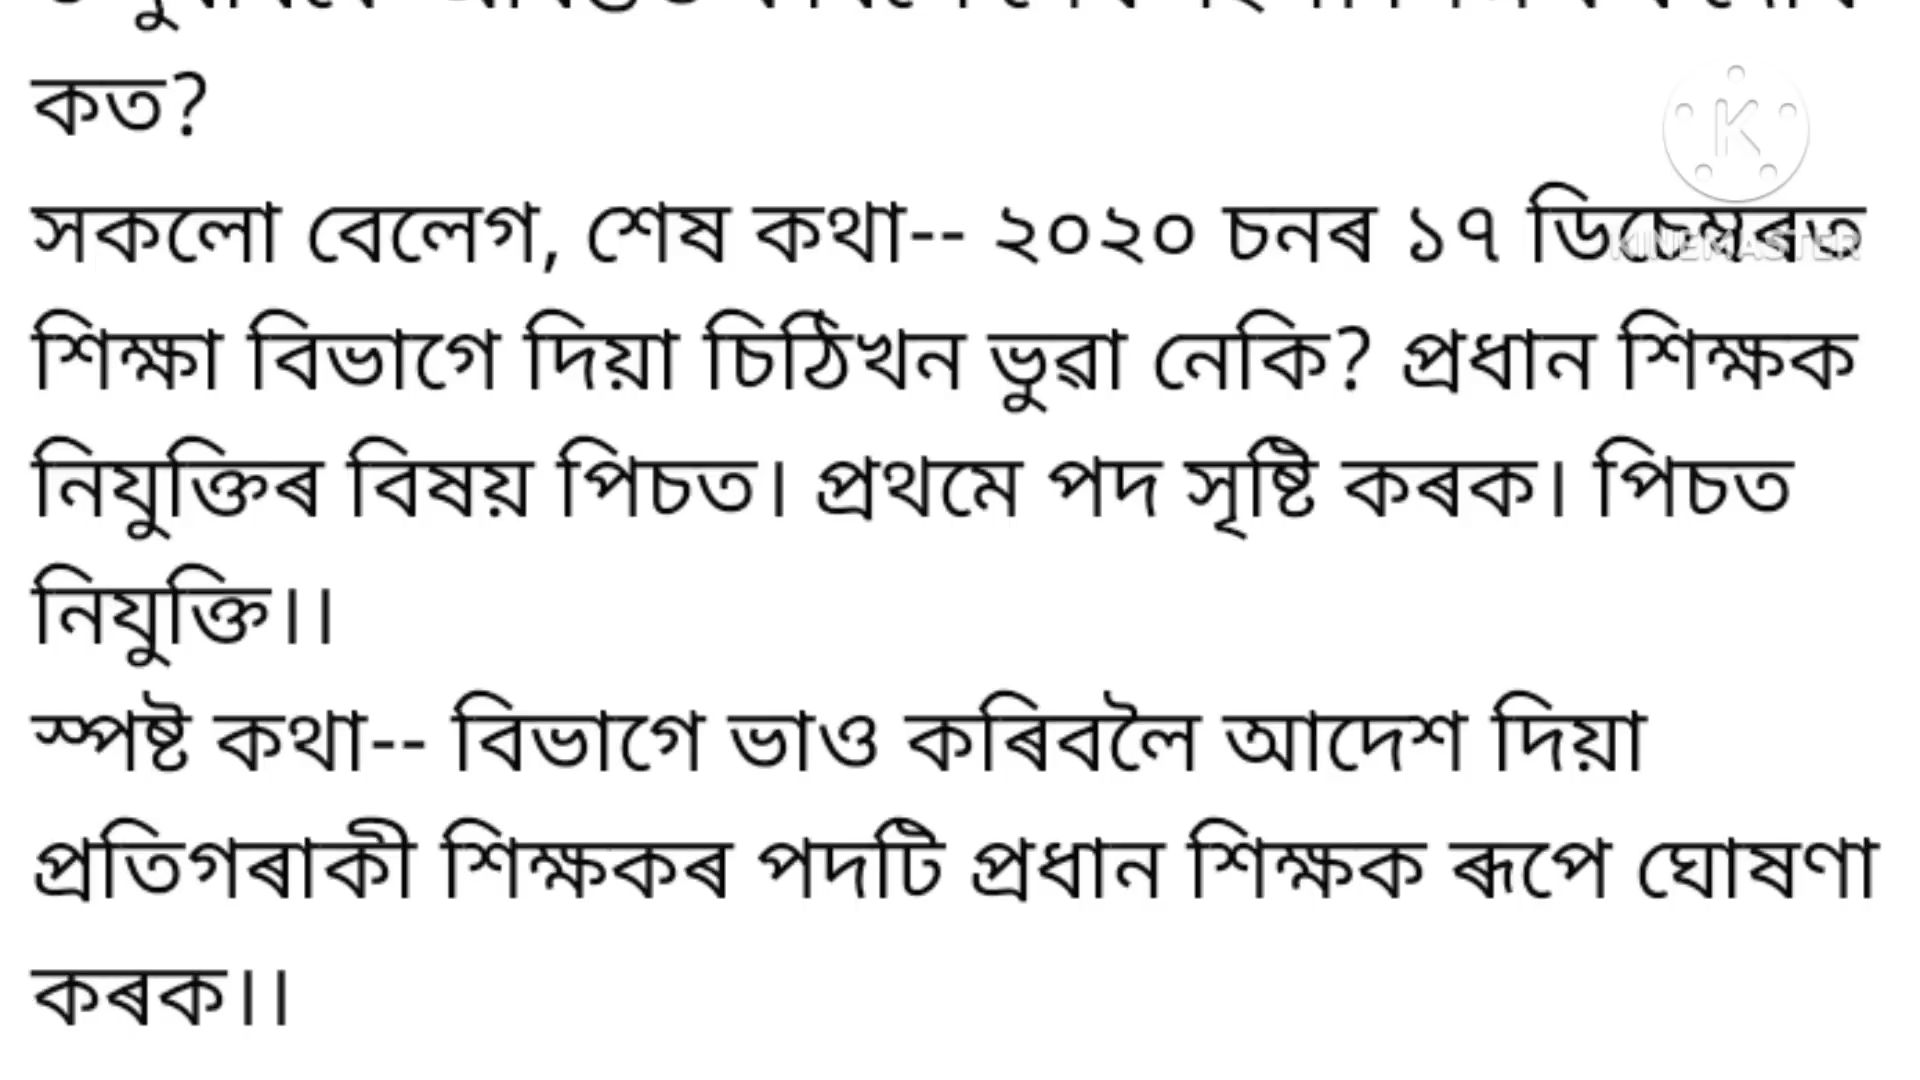 কত?
সকলো বেলেগ, শেষ কথা-- ২০২০ চনৰ ১৭ ডিচেম্বৰত
KINEMASTER
শিক্ষা বিভাগে দিয়া চিঠিখন ভুৱা নেকি? প্ৰধান শিক্ষক
নিযুক্তিৰ বিষয় পিচত। প্ৰথমে পদ সৃষ্টি কৰক। পিচত
নিযুক্তি।।
স্পষ্ট কথা-- বিভাগে ভাও কৰিবলৈ আদেশ দিয়া
প্ৰতিগৰাকী শিক্ষকৰ পদটি প্ৰধান শিক্ষক ৰূপে ঘোষণা
কৰক।।